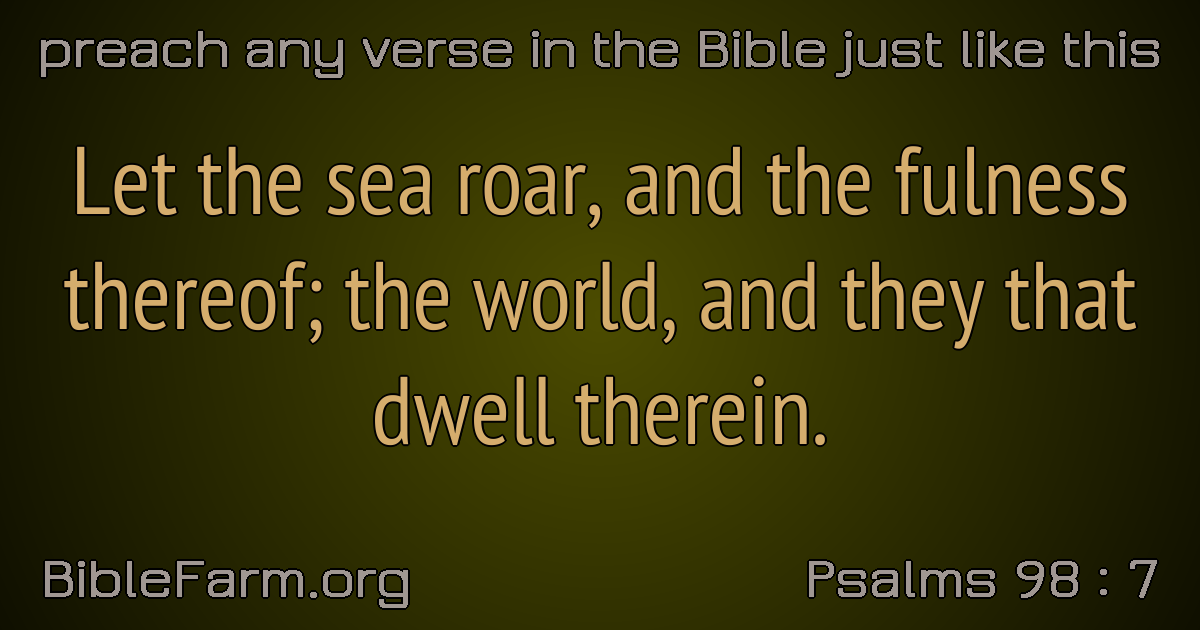 preach any verse in the Bible just like this
Let the sea roar, and the fulness
thereof; the world, and they that
dwell therein.
BibleFarm.org
Psalms 98 : 7